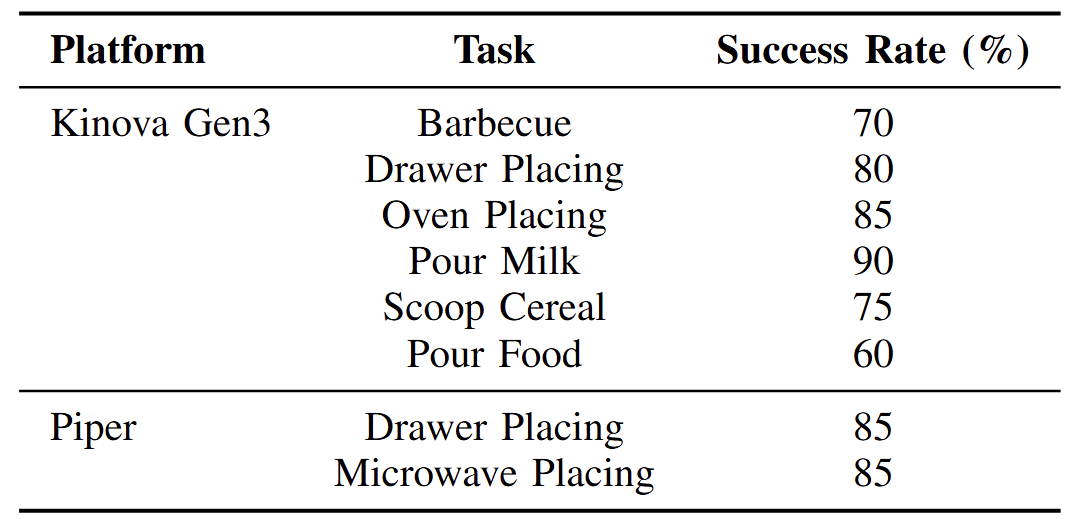 Platform Task Success Rate (%)
Kinova Gen3 Barbecue 70
Drawer Placing 80
Oven Placing 85
Pour Milk 90
Scoop Cereal 75
Pour Food 60
Piper Drawer Placing 85
Microwave Placing 85